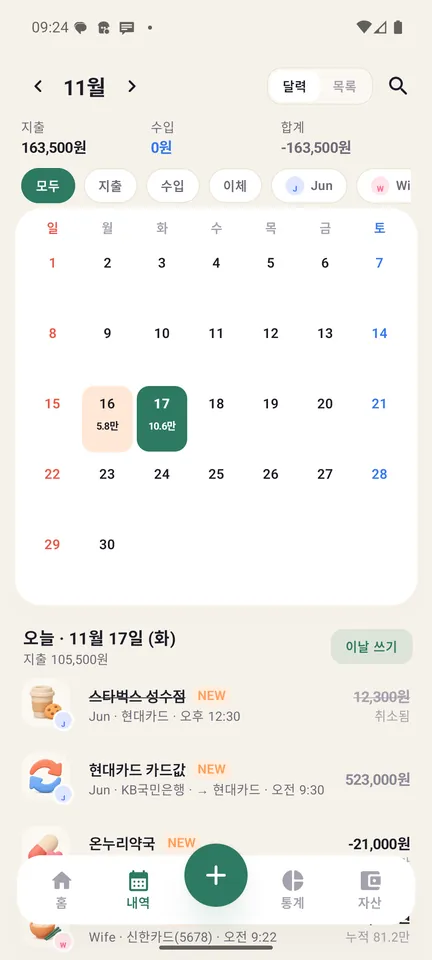 09:24
11월
달력 목록
지출 수입 합계
163,500원 0원 -163,500원
모두 지출 수입 이체 J Jun W Wi
일 월 화 수 목 금 토
1 2 3 4 5 6 7
8 9 10 11 12 13 14
15 16 17 18 19 20 21
5.8만 10.6만
22 23 24 25 26 27 28
29 30
오늘 · 11월 17일 (화)
이날 쓰기
지출 105,500원
스타벅스 성수점 NEW 12,300원
J Jun · 현대카드 · 오후 12:30 취소됨
현대카드 카드값 NEW 523,000원
J Jun · KB국민은행 · → 현대카드 · 오전 9:30
온누리약국 NEW -21,000원
홈 내역 통계 자산
W Wife · 신한카드(5678) · 오전 9:22 누적 81.2만